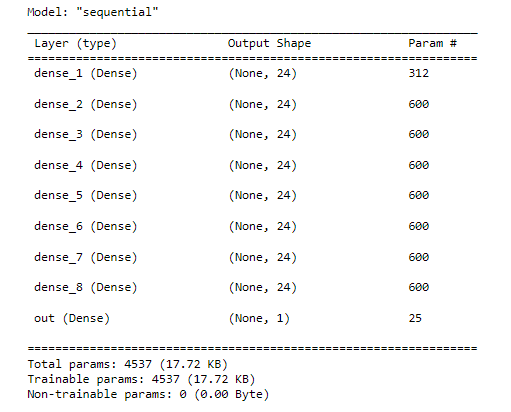 Model: "sequential"
_________________________________________________________________
Layer (type)                Output Shape              Param #
=================================================================
dense_1 (Dense)             (None, 24)                312
dense_2 (Dense)             (None, 24)                600
dense_3 (Dense)             (None, 24)                600
dense_4 (Dense)             (None, 24)                600
dense_5 (Dense)             (None, 24)                600
dense_6 (Dense)             (None, 24)                600
dense_7 (Dense)             (None, 24)                600
dense_8 (Dense)             (None, 24)                600
out (Dense)                 (None, 1)                 25
=================================================================
Total params: 4537 (17.72 KB)
Trainable params: 4537 (17.72 KB)
Non-trainable params: 0 (0.00 Byte)